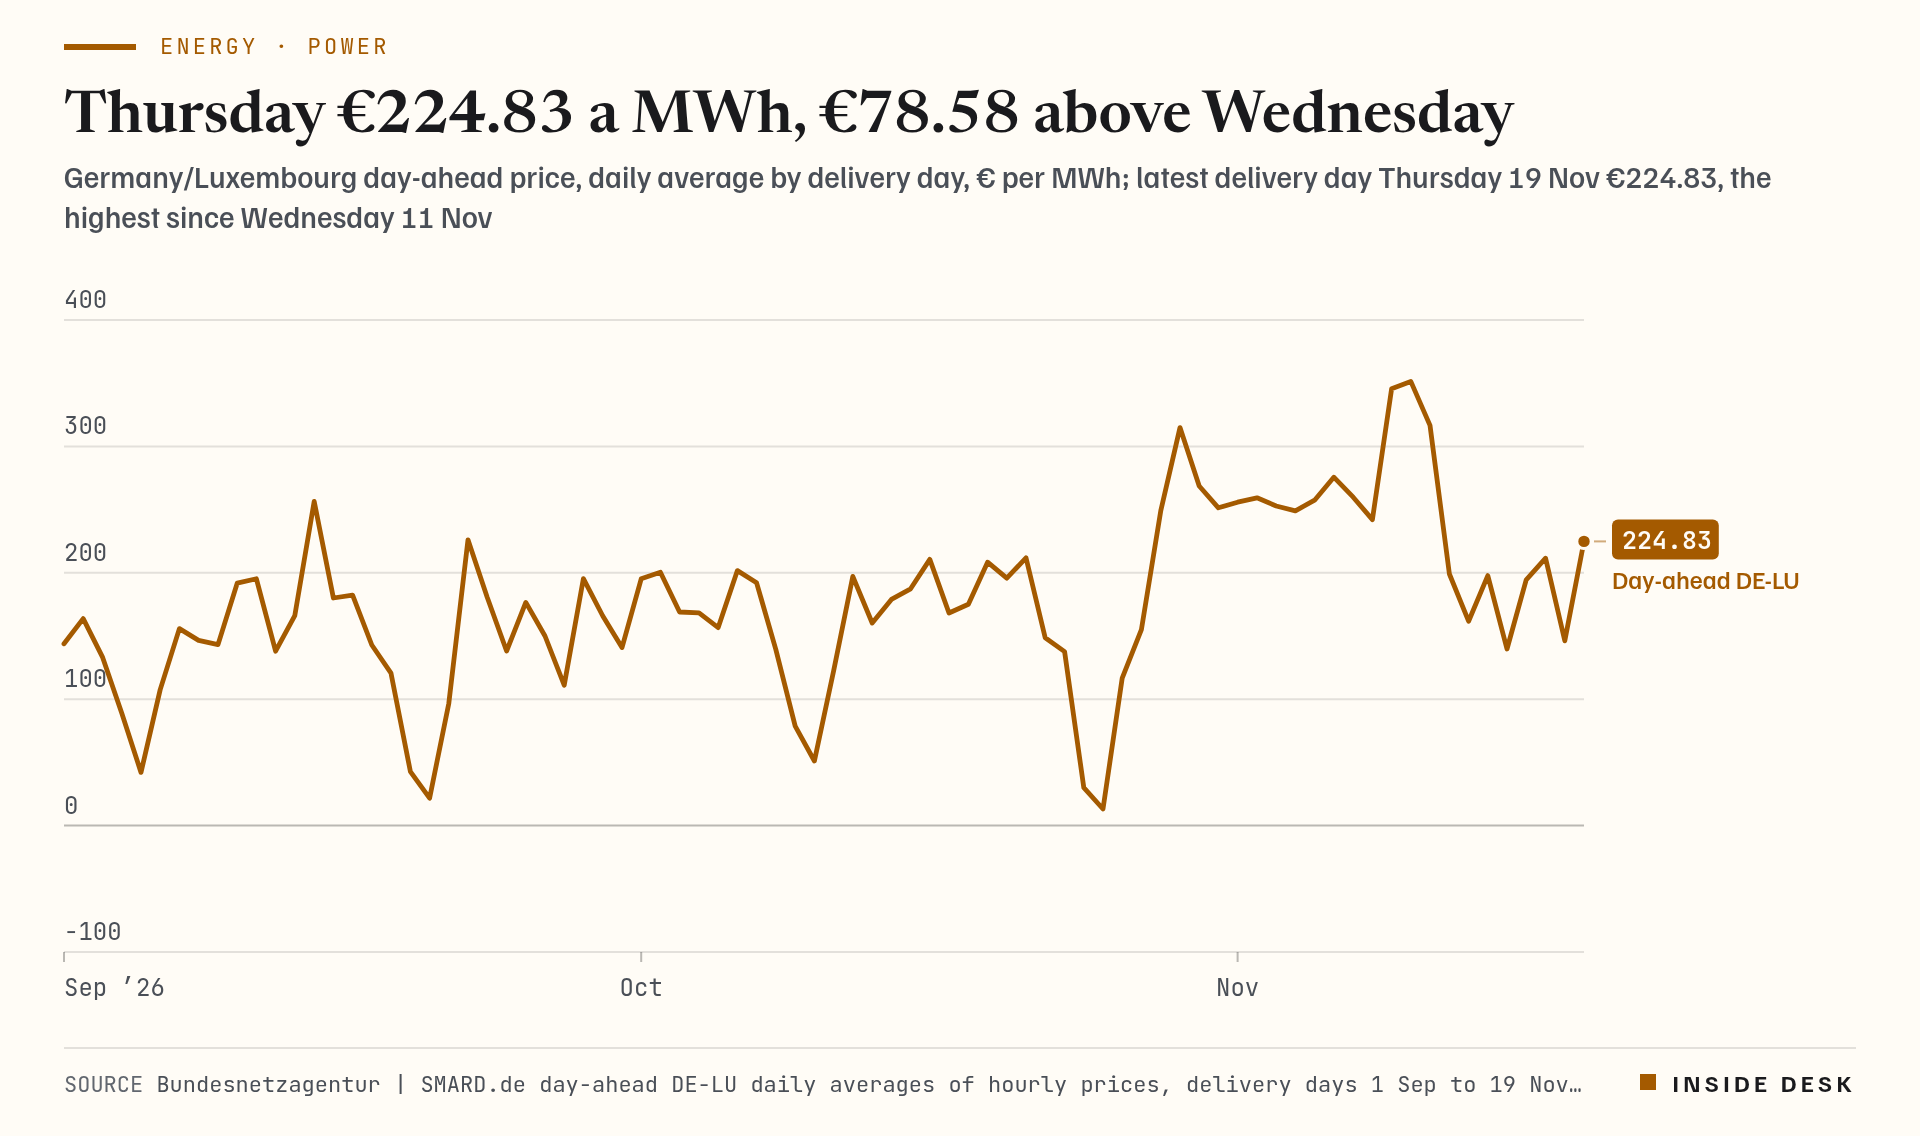 ENERGY · POWER
Thursday €224.83 a MWh, €78.58 above Wednesday
Germany/Luxembourg day-ahead price, daily average by delivery day, € per MWh; latest delivery day Thursday 19 Nov €224.83, the
highest since Wednesday 11 Nov
400
300
200
100
0
-100
224.83
Day-ahead DE-LU
Sep ’26
Oct
Nov
SOURCE Bundesnetzagentur | SMARD.de day-ahead DE-LU daily averages of hourly prices, delivery days 1 Sep to 19 Nov…
INSIDE DESK